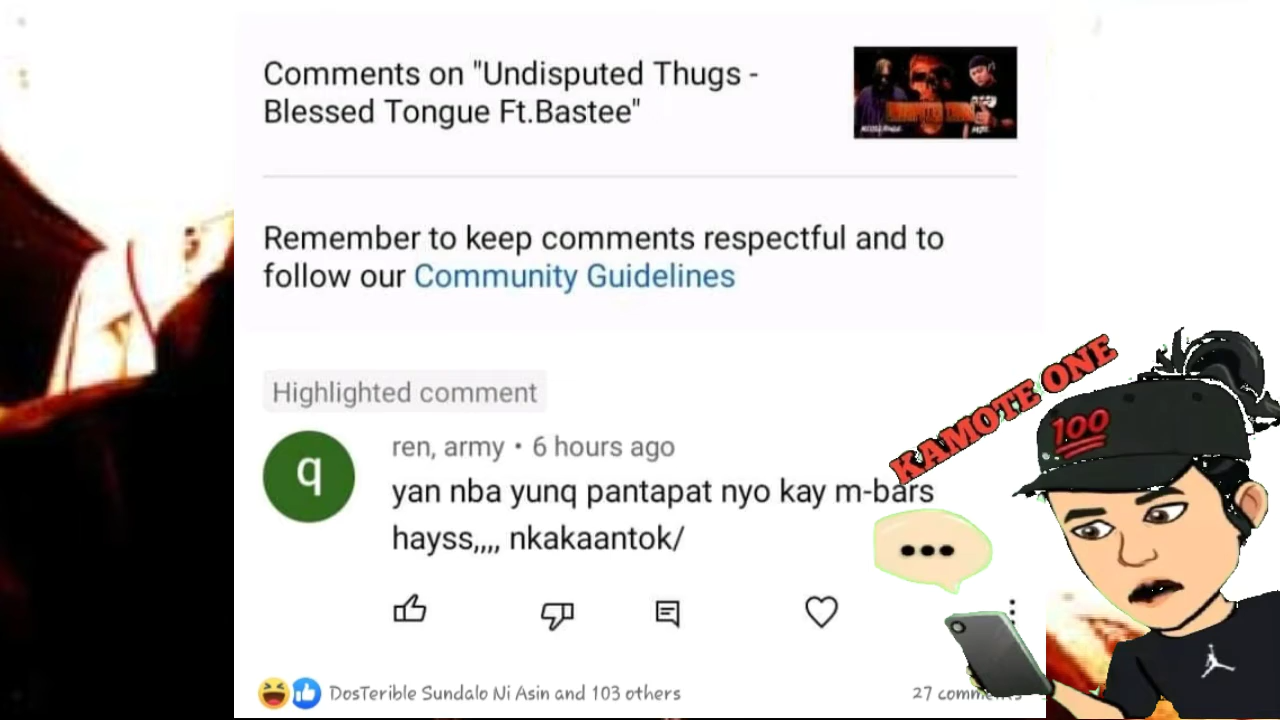 Comments on "Undisputed Thugs -
Blessed Tongue Ft.Bastee"
Remember to keep comments respectful and to
follow our Community Guidelines
Highlighted comment
q
ren, army • 6 hours ago
yan nba yunq pantapat nyo kay m-bars
hayss,,,, nkakaantok/
KAMOTE ONE
100
DosTerible Sundalo Ni Asin and 103 others
27 comments